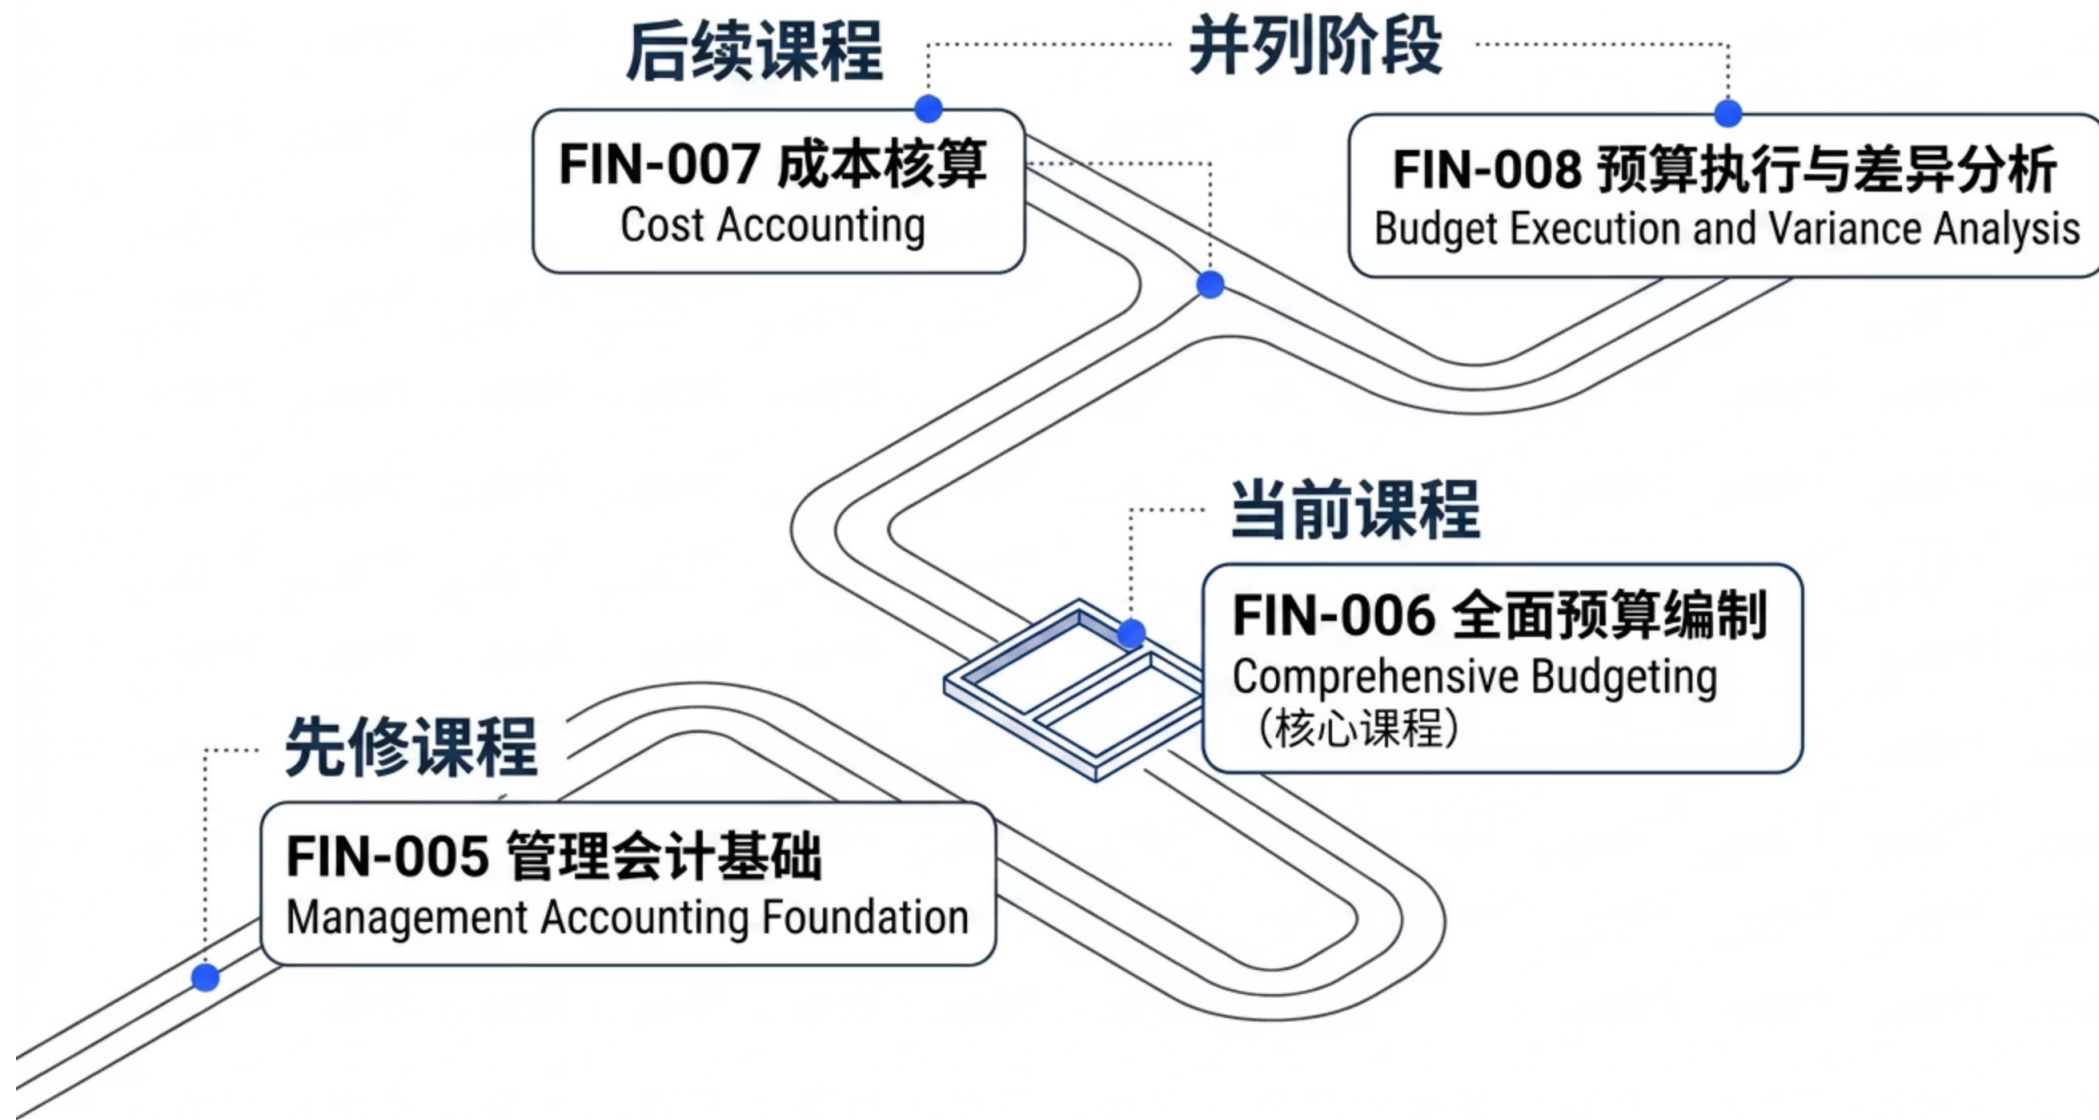 后续课程
并列阶段
FIN-007 成本核算
Cost Accounting
FIN-008 预算执行与差异分析
Budget Execution and Variance Analysis
当前课程
FIN-006 全面预算编制
Comprehensive Budgeting
（核心课程）
先修课程
FIN-005 管理会计基础
Management Accounting Foundation